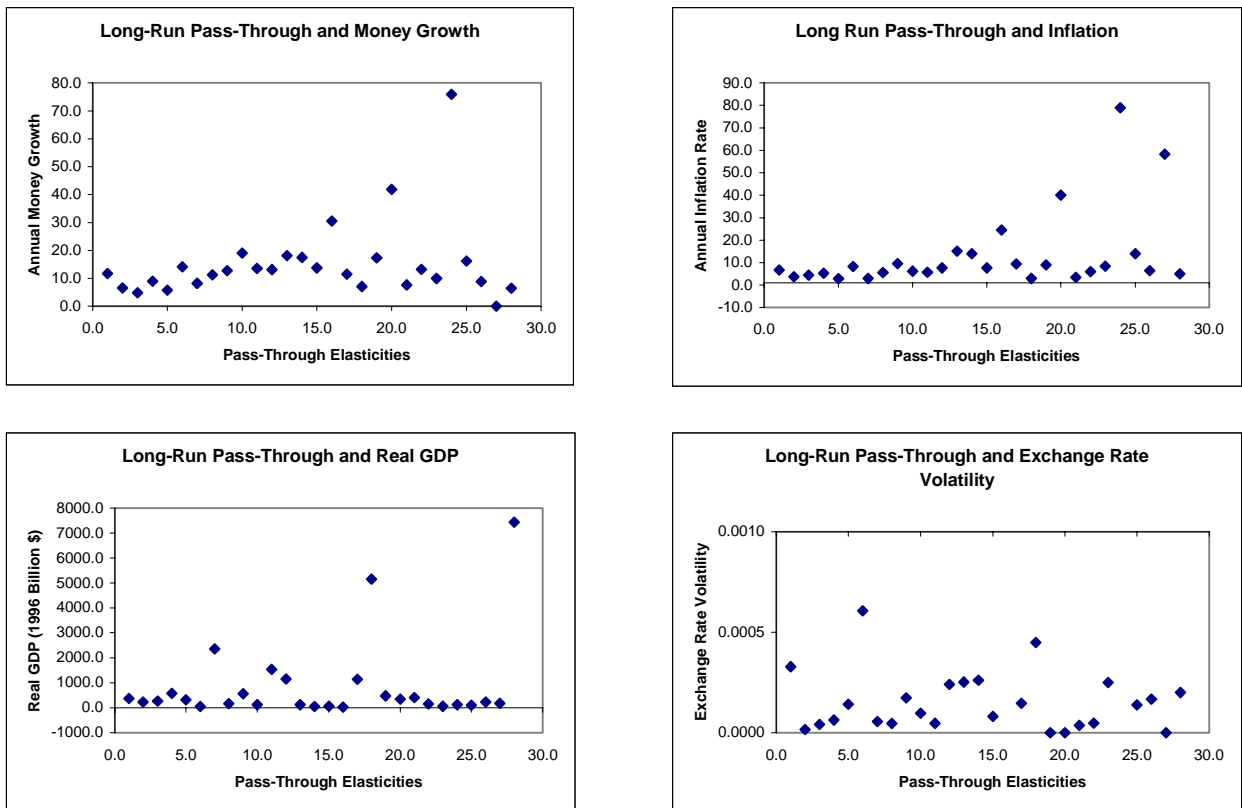 Long-Run Pass-Through and Money Growth
Annual Money Growth
80.0
70.0
60.0
50.0
40.0
30.0
20.0
10.0
0.0
0.0 5.0 10.0 15.0 20.0 25.0 30.0
Pass-Through Elasticities
Long Run Pass-Through and Inflation
Annual Inflation Rate
90.0
80.0
70.0
60.0
50.0
40.0
30.0
20.0
10.0
0.0
-10.0
0.0 5.0 10.0 15.0 20.0 25.0 30.0
Pass-Through Elasticities
Long-Run Pass-Through and Real GDP
Real GDP (1996 Billion $)
8000.0
7000.0
6000.0
5000.0
4000.0
3000.0
2000.0
1000.0
0.0
-1000.0
0.0 5.0 10.0 15.0 20.0 25.0 30.0
Pass-Through Elasticities
Long-Run Pass-Through and Exchange Rate
Volatility
Exchange Rate Volatility
0.0010
0.0005
0.0000
0.0 5.0 10.0 15.0 20.0 25.0 30.0
Pass-Through Elasticities